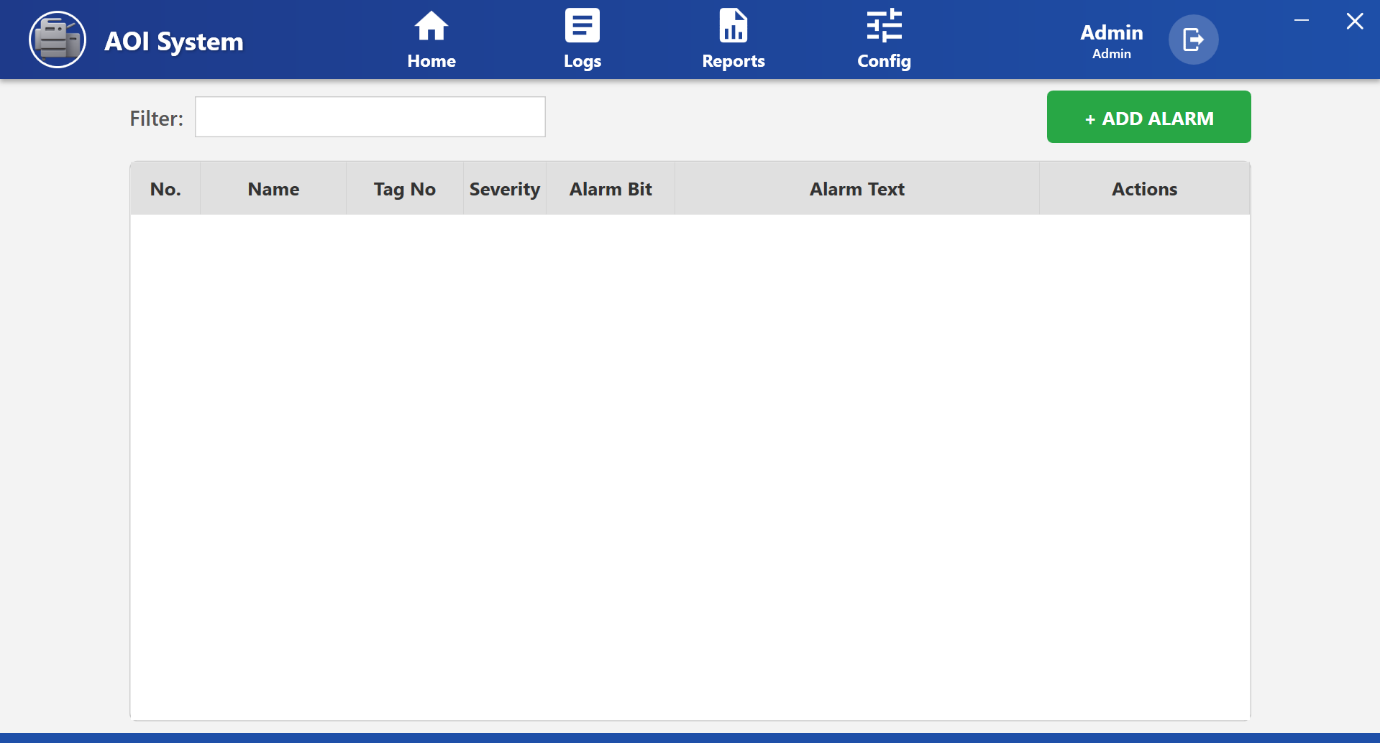 AOI System
Home
Logs
Reports
Config
Admin
Admin
Filter:
+ ADD ALARM
No. Name Tag No Severity Alarm Bit Alarm Text Actions